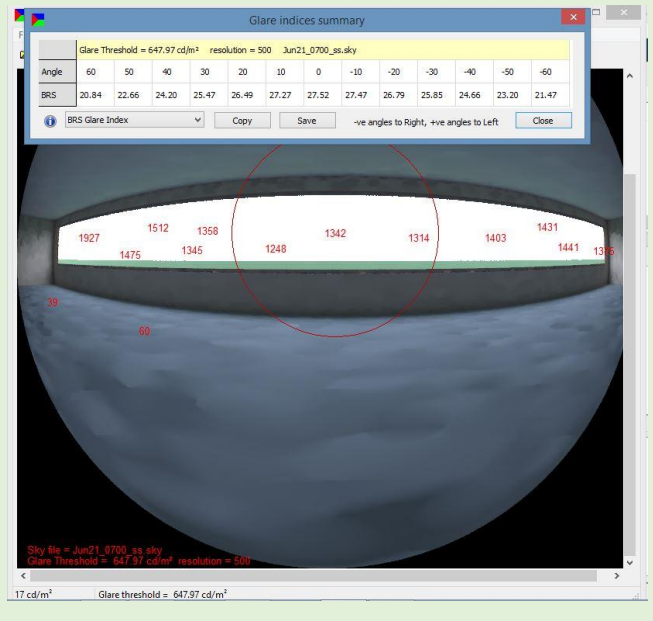 Glare indices summary
Glare Threshold = 647.97 cd/m² resolution = 500 Jun21_0700_ss.sky
Angle 60 50 40 30 20 10 0 -10 -20 -30 -40 -50 -60
BRS 20.84 22.66 24.20 25.47 26.49 27.27 27.52 27.47 26.79 25.85 24.66 23.20 21.47
BRS Glare Index Copy Save -ve angles to Right, +ve angles to Left Close
1512 1358 1431
1927 1342 1314 1403
1475 1345 1248 1441
39
60
Sky file = Jun21_0700_ss.sky
Glare Threshold = 647.97 cd/m² resolution = 500
17 cd/m² Glare threshold = 647.97 cd/m²